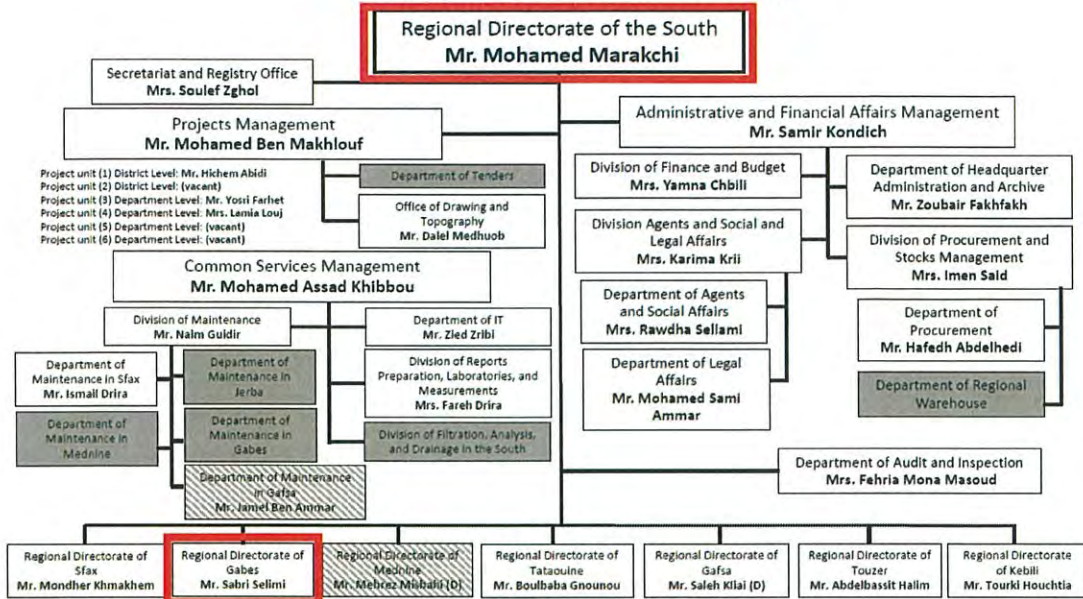 Regional Directorate of the South
Mr. Mohamed Marakchi
Secretariat and Registry Office
Mrs. Soulef Zghol
Projects Management
Mr. Mohamed Ben Makhlouf
Project unit (1) District Level: Mr. Hichem Abidi
Project unit (2) District Level: (vacant)
Project unit (3) Department Level: Mr. Yosri Farhet
Project unit (4) Department Level: Mrs. Lamia Louj
Project unit (5) Department Level: (vacant)
Project unit (6) Department Level: (vacant)
Department of Tenders
Office of Drawing and
Topography
Mr. Dalel Medhuob
Administrative and Financial Affairs Management
Mr. Samir Kondich
Division of Finance and Budget
Mrs. Yamna Chbili
Department of Headquarter
Administration and Archive
Mr. Zoubair Fakhfakh
Division Agents and Social and
Legal Affairs
Mrs. Karima Krii
Division of Procurement and
Stocks Management
Mrs. Imen Said
Department of Agents
and Social Affairs
Mrs. Rawdha Sellami
Department of
Procurement
Mr. Hafedh Abdelhedi
Department of Legal
Affairs
Mr. Mohamed Sami
Ammar
Department of Regional
Warehouse
Common Services Management
Mr. Mohamed Assad Khibbou
Division of Maintenance
Mr. Naim Guidir
Department of IT
Mr. Zied Zribi
Department of
Maintenance in Sfax
Mr. Ismail Drira
Department of
Maintenance in
Jerba
Division of Reports
Preparation, Laboratories, and
Measurements
Mrs. Fareh Drira
Department of
Maintenance in
Mednine
Department of
Maintenance in
Gabes
Division of Filtration, Analysis,
and Drainage in the South
Department of Maintenance
in Gafsa
Mr. Jamel Ben Ammar
Department of Audit and Inspection
Mrs. Fehria Mona Masoud
Regional Directorate of
Sfax
Mr. Mondher Khmakhem
Regional Directorate of
Gabes
Mr. Sabri Selimi
Regional Directorate of
Mednine
Mr. Mehrez Misbahi (D)
Regional Directorate of
Tataouine
Mr. Boulbaba Gnounou
Regional Directorate of
Gafsa
Mr. Saleh Kliai (D)
Regional Directorate of
Touzer
Mr. Abdelbassit Halim
Regional Directorate
of Kebili
Mr. Tourki Houchtia